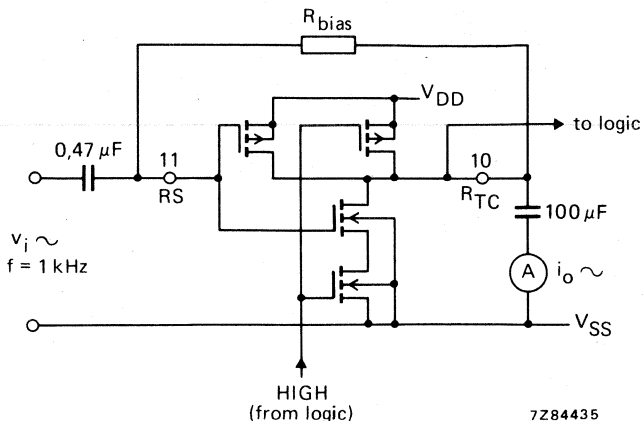 R_bias
V_DD
to logic
0,47 μF
11
RS
10
R_TC
100 μF
v_i ~
f = 1 kHz
A
i_o ~
V_SS
HIGH
(from logic)
7Z84435